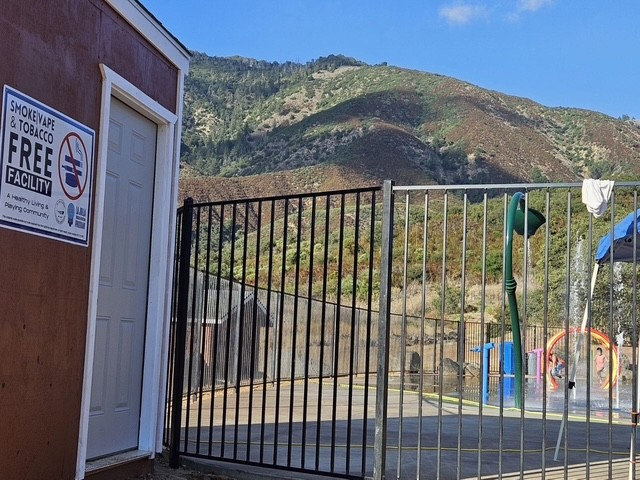 SMOKE|VAPE
& TOBACCO
FREE
FACILITY
A Healthy Living &
Playing Community